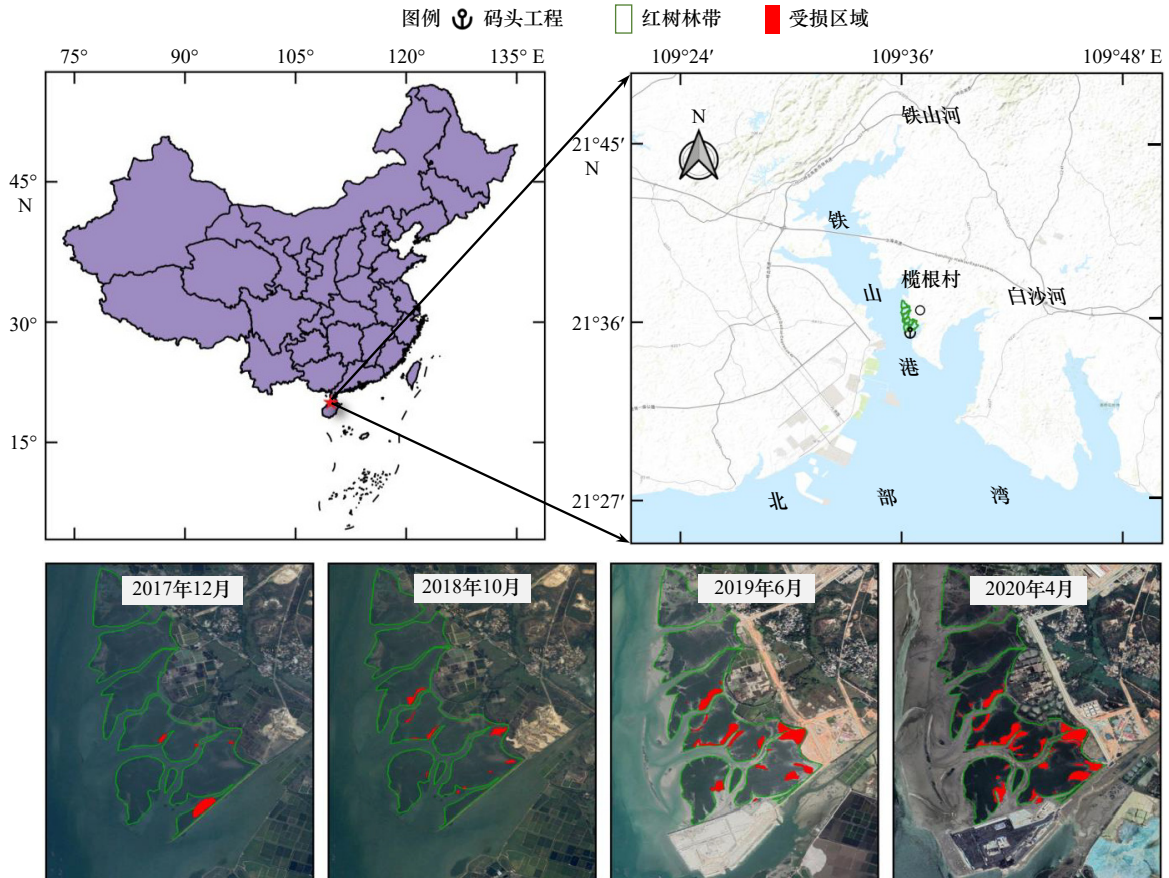 图例 码头工程 红树林带 受损区域
75° 90° 105° 120° 135° E
109°24′ 109°36′ 109°48′ E
45°
N
30°
15°
21°45′
N
21°36′
21°27′
N
铁山河
铁
榄根村
山
白沙河
港
北 部 湾
2017年12月
2018年10月
2019年6月
2020年4月